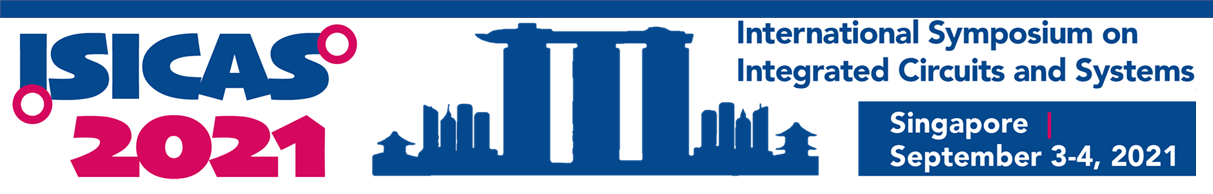 ISICAS
2021
International Symposium on
Integrated Circuits and Systems
Singapore |
September 3-4, 2021